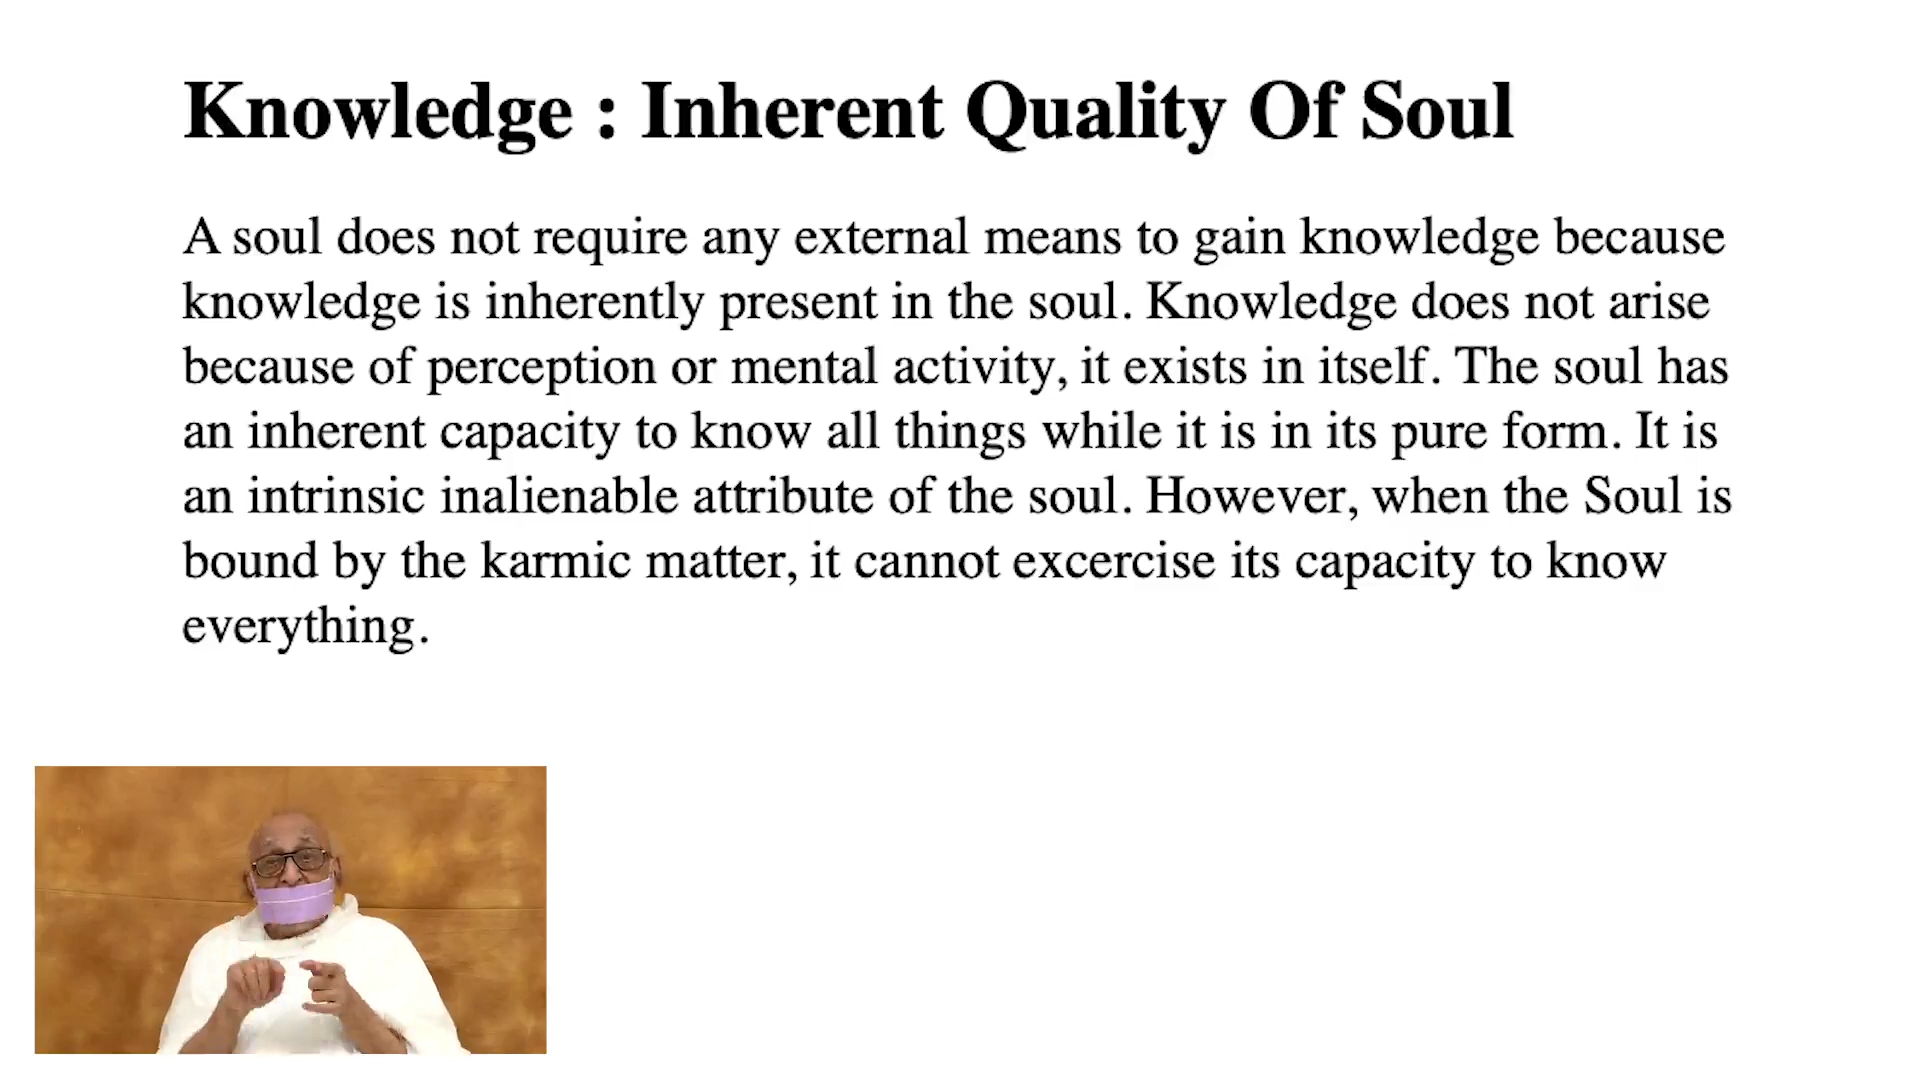 Knowledge : Inherent Quality Of Soul
A soul does not require any external means to gain knowledge because
knowledge is inherently present in the soul. Knowledge does not arise
because of perception or mental activity, it exists in itself. The soul has
an inherent capacity to know all things while it is in its pure form. It is
an intrinsic inalienable attribute of the soul. However, when the Soul is
bound by the karmic matter, it cannot excercise its capacity to know
everything.